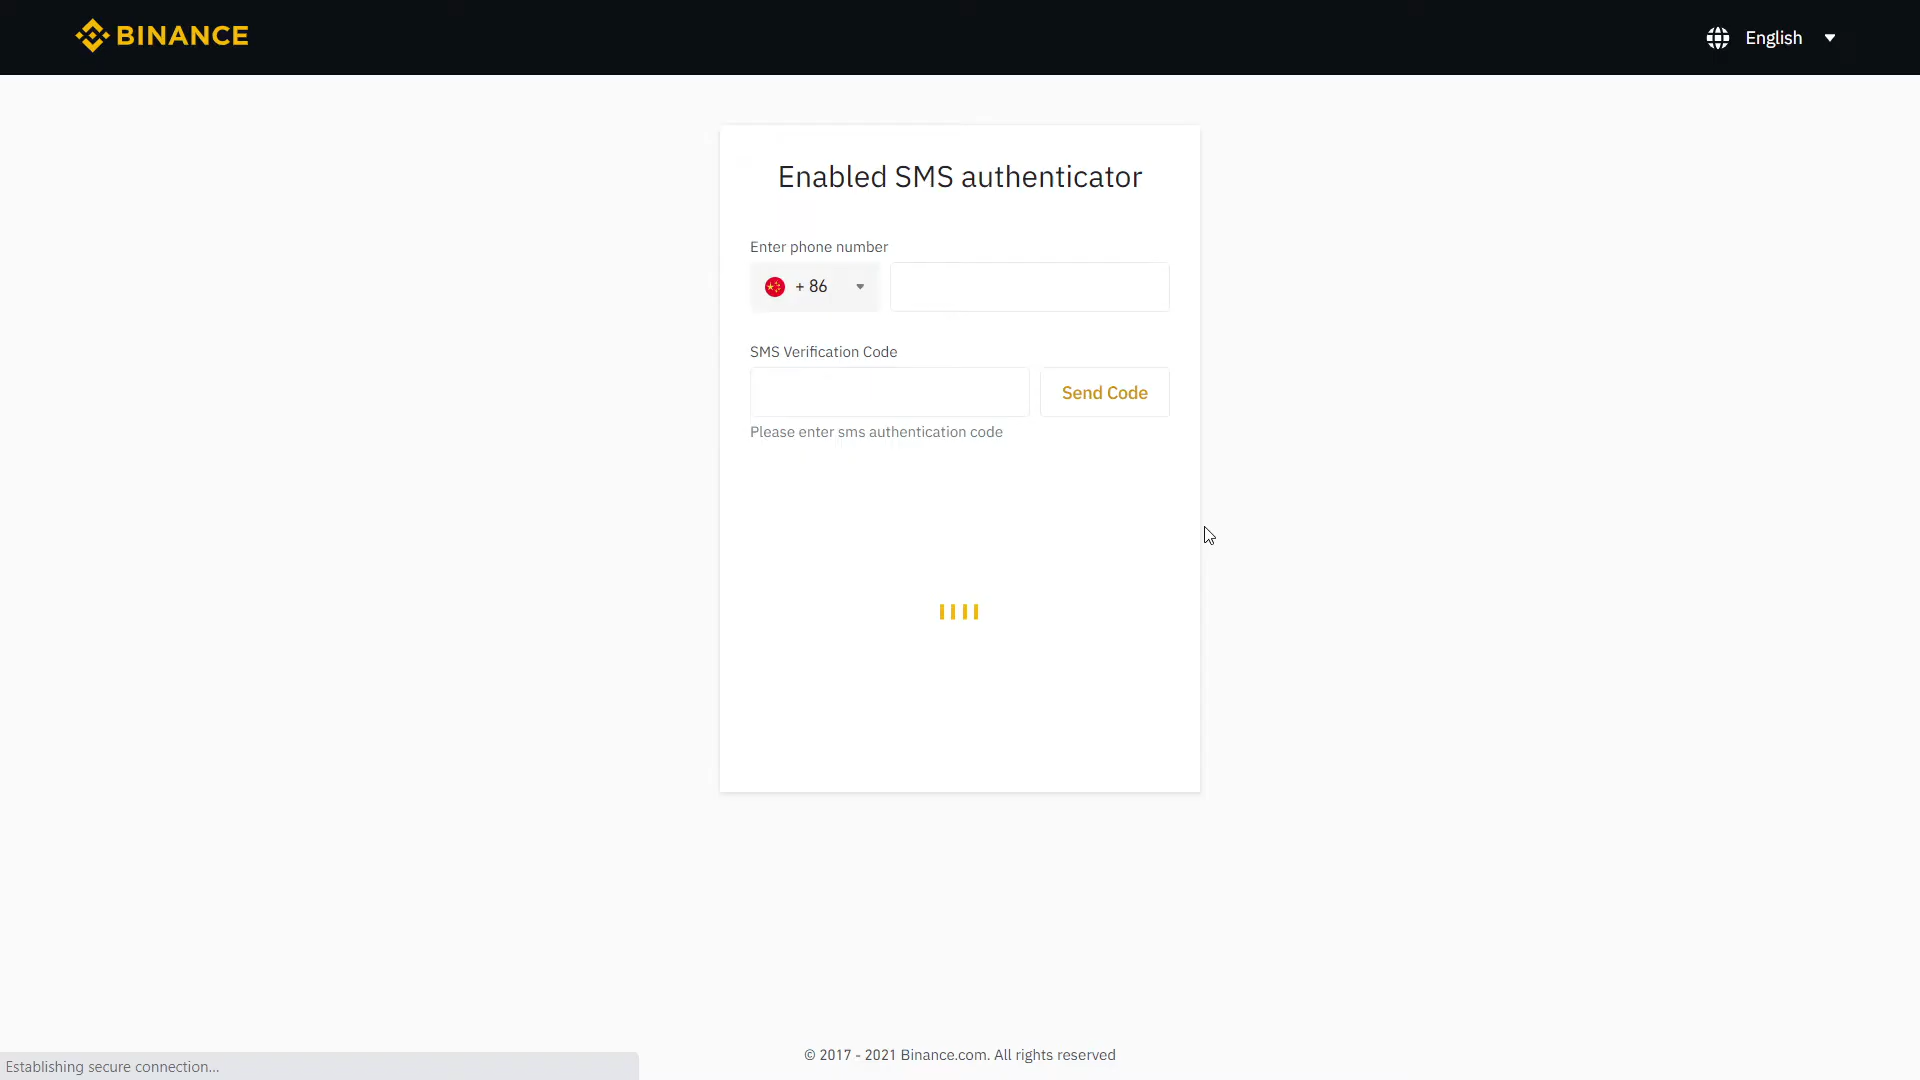 BINANCE
English
Enabled SMS authenticator
Enter phone number
+ 86
SMS Verification Code
Send Code
Please enter sms authentication code
© 2017 - 2021 Binance.com. All rights reserved
Establishing secure connection...